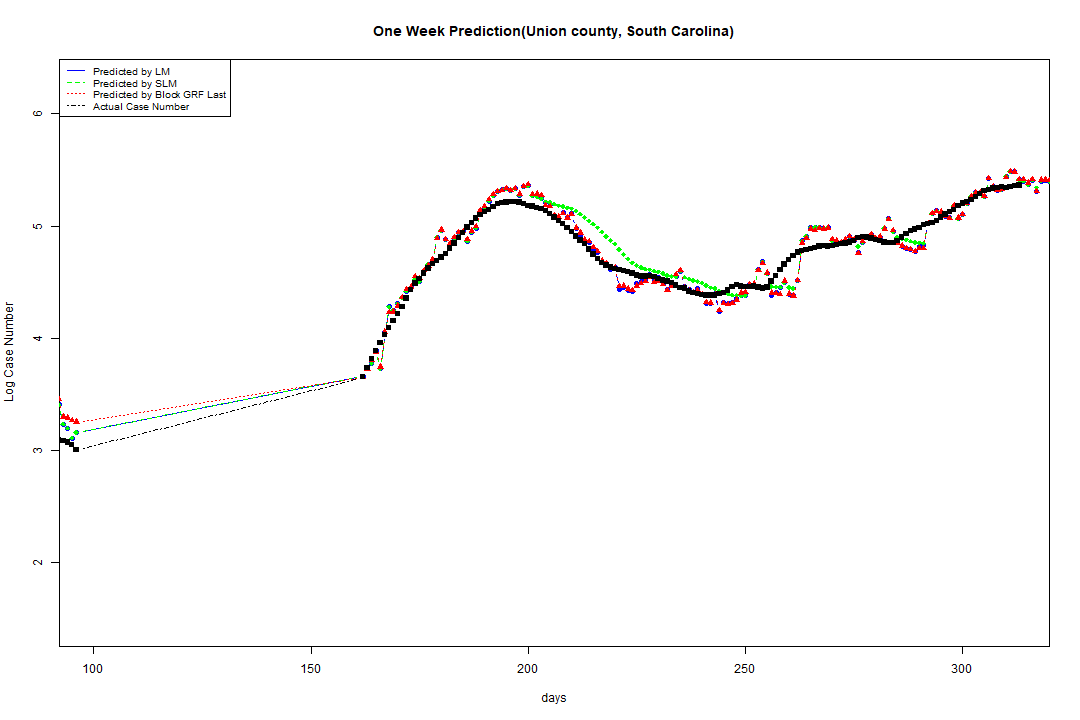 One Week Prediction(Union county, South Carolina)
Predicted by LM
Predicted by SLM
Predicted by Block GRF Last
Actual Case Number
6
5
4
3
2
Log Case Number
100 150 200 250 300
days